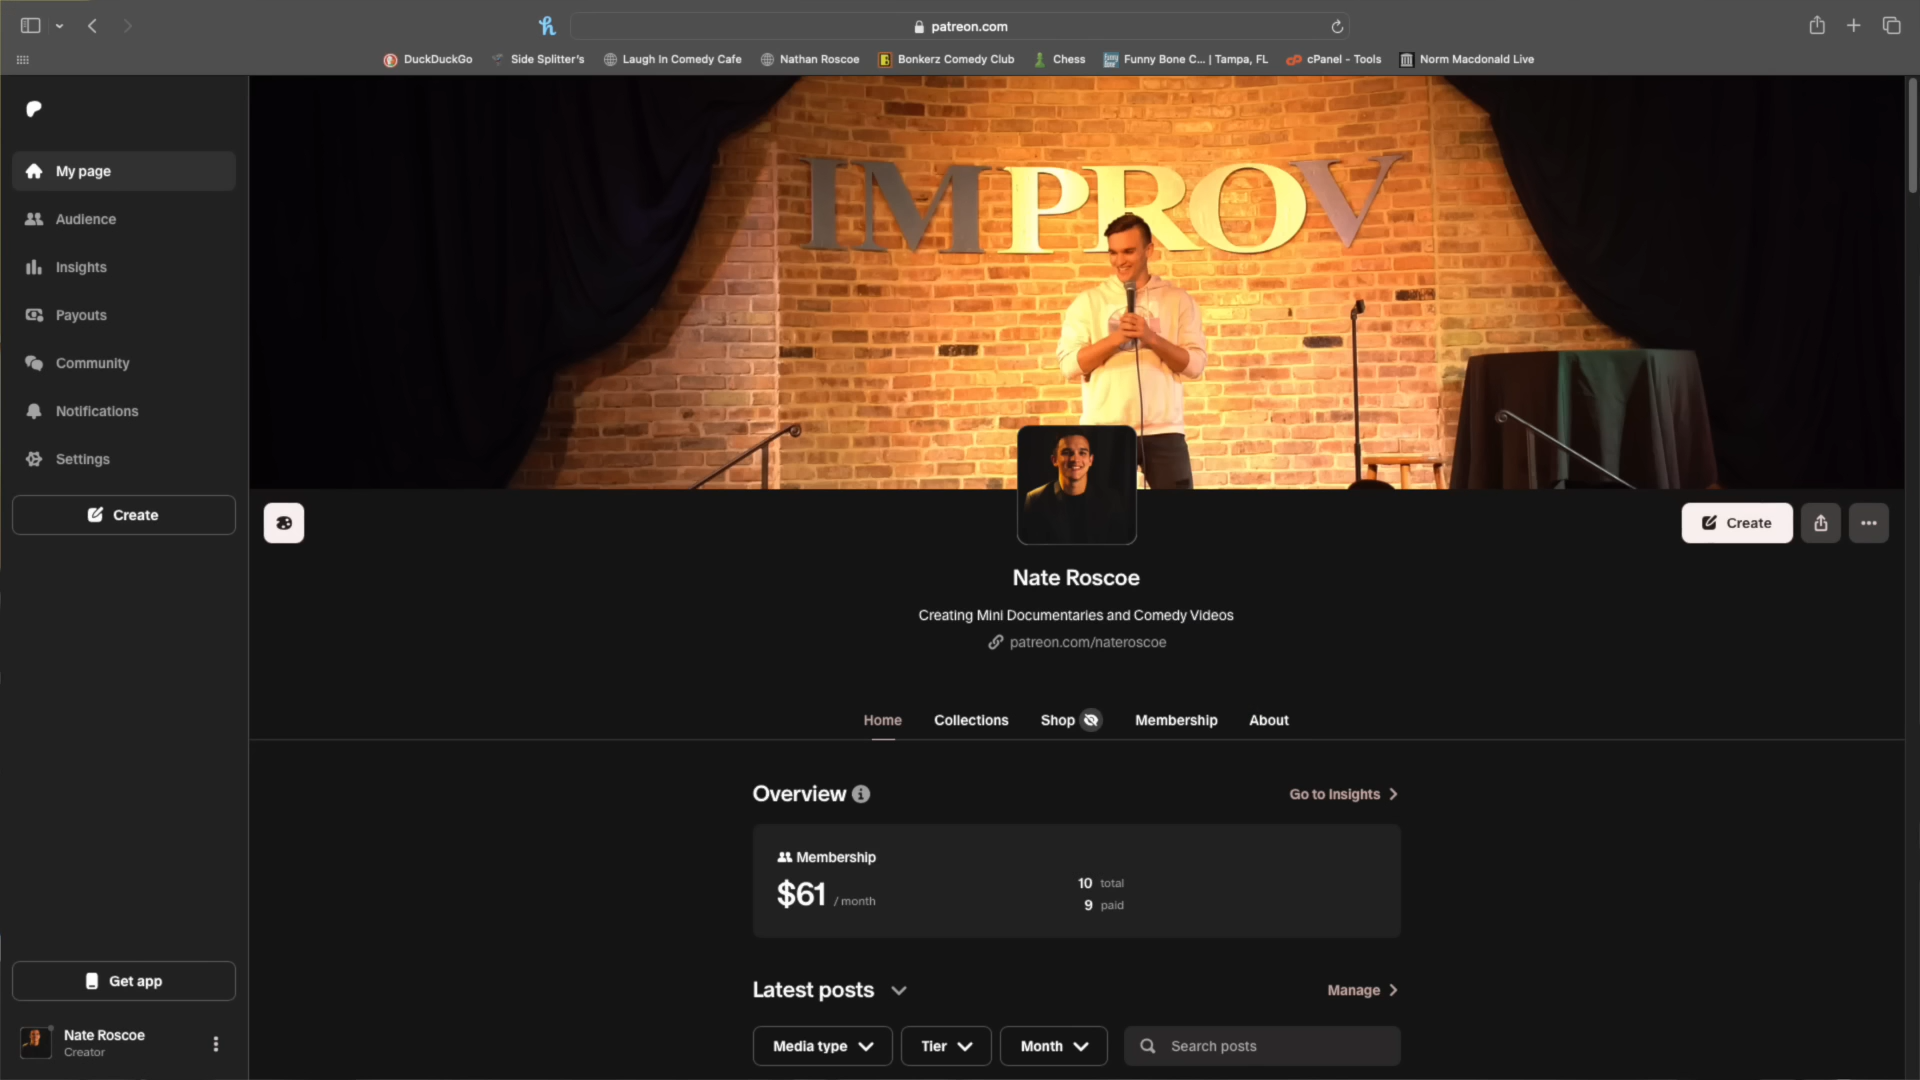 patreon.com
DuckDuckGo
Side Splitter's
Laugh In Comedy Cafe
Nathan Roscoe
Bonkerz Comedy Club
Chess
Funny Bone C... | Tampa, FL
cPanel - Tools
Norm Macdonald Live
My page
Audience
Insights
Payouts
Community
Notifications
Settings
Create
Get app
Nate Roscoe
Creator
IMPROV
Create
Nate Roscoe
Creating Mini Documentaries and Comedy Videos
patreon.com/nateroscoe
Home
Collections
Shop
Membership
About
Overview
Go to Insights
Membership
$61 / month
10 total
9 paid
Latest posts
Manage
Media type
Tier
Month
Search posts